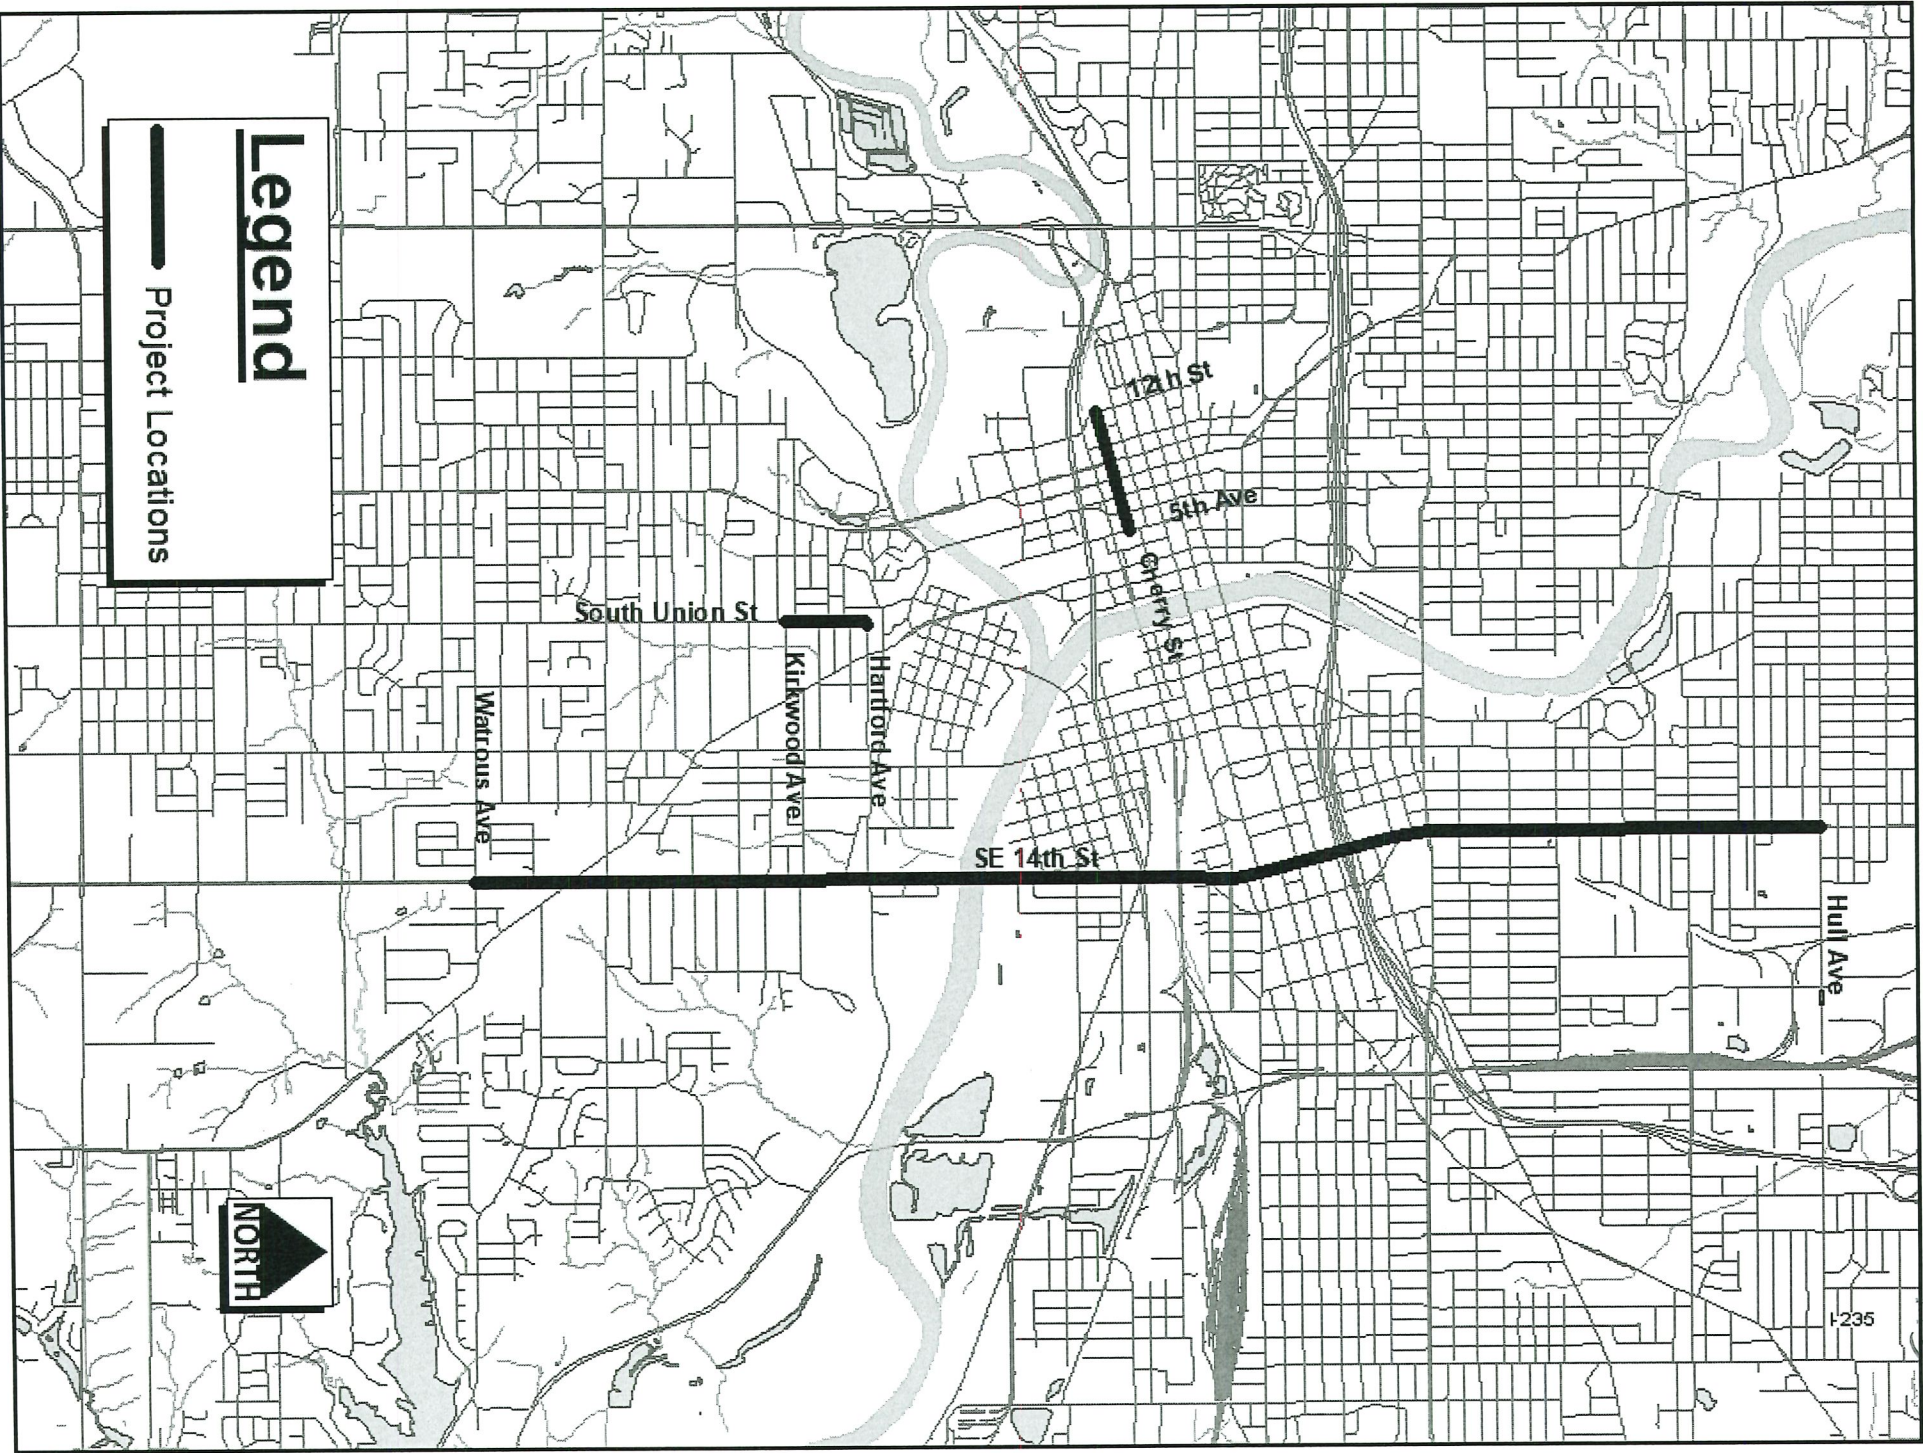 Legend
Project Locations
12th St
5th Ave
Cherry St
South Union St
Kirkwood Ave
Hartford Ave
Watrous Ave
SE 14th St
Hull Ave
I-235
NORTH